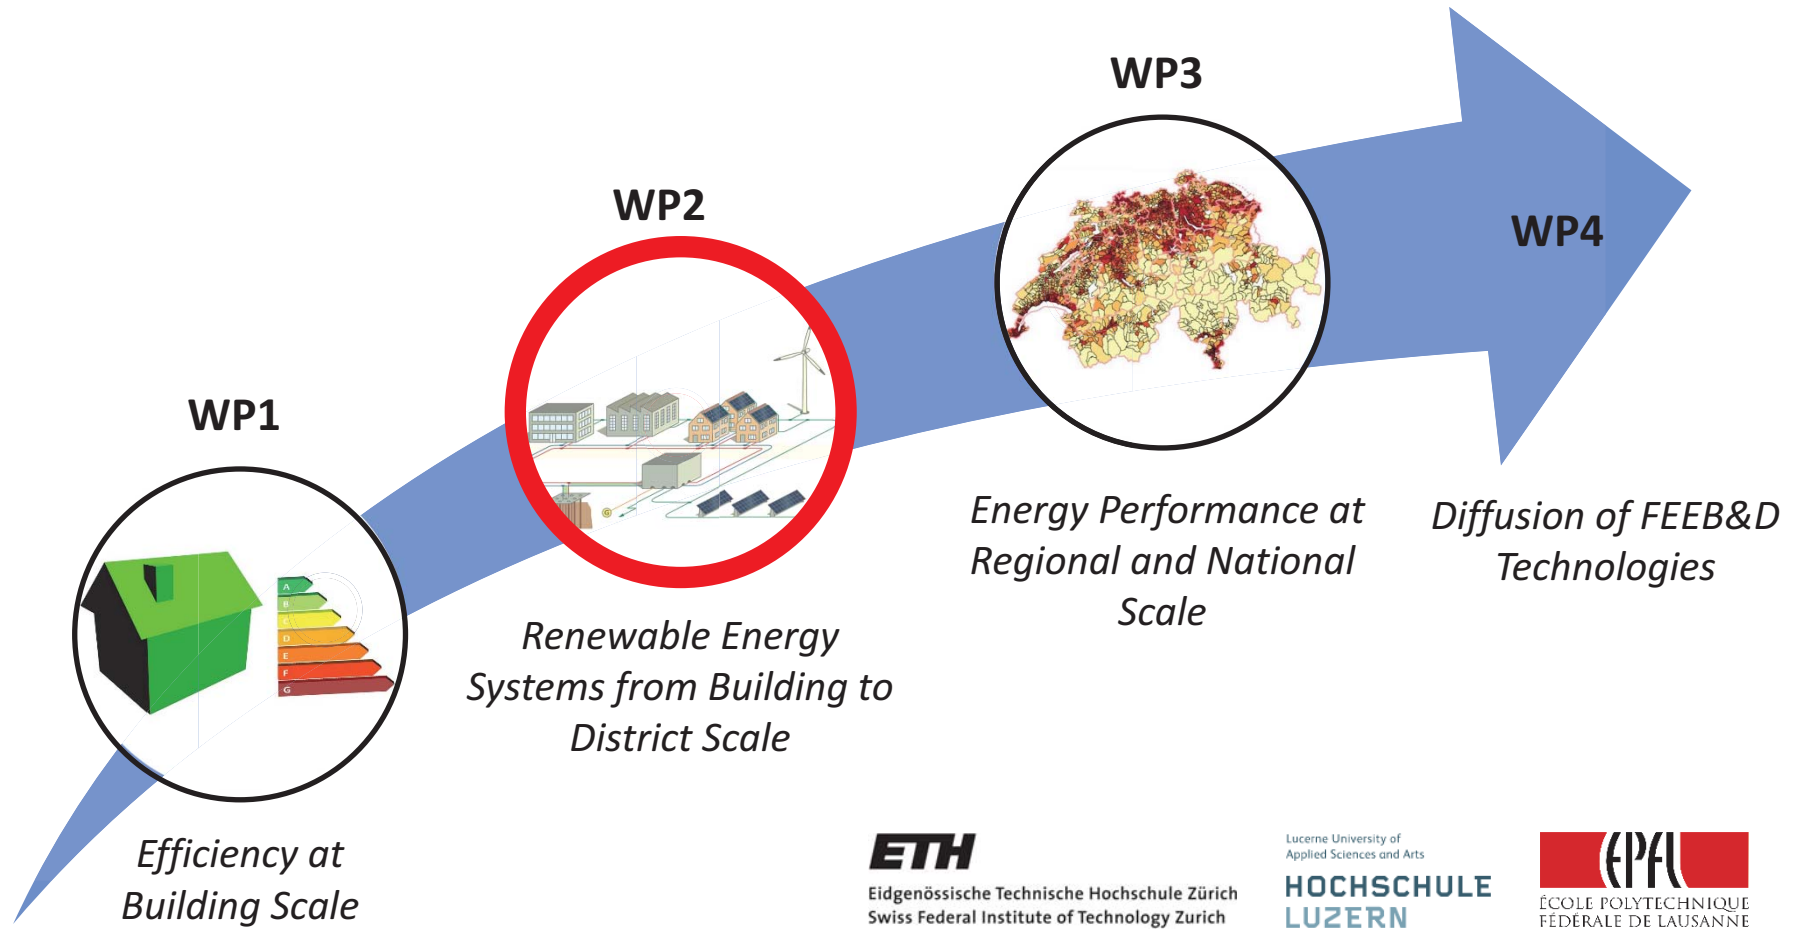 WP1
A
B
C
D
E
F
G
Efficiency at
Building Scale
WP2
G
Renewable Energy
Systems from Building to
District Scale
WP3
Energy Performance at
Regional and National
Scale
WP4
Diffusion of FEEB&D
Technologies
ETH
Eidgenössische Technische Hochschule Zürich
Swiss Federal Institute of Technology Zurich
Lucerne University of
Applied Sciences and Arts
HOCHSCHULE
LUZERN
EPFL
ÉCOLE POLYTECHNIQUE
FÉDÉRALE DE LAUSANNE